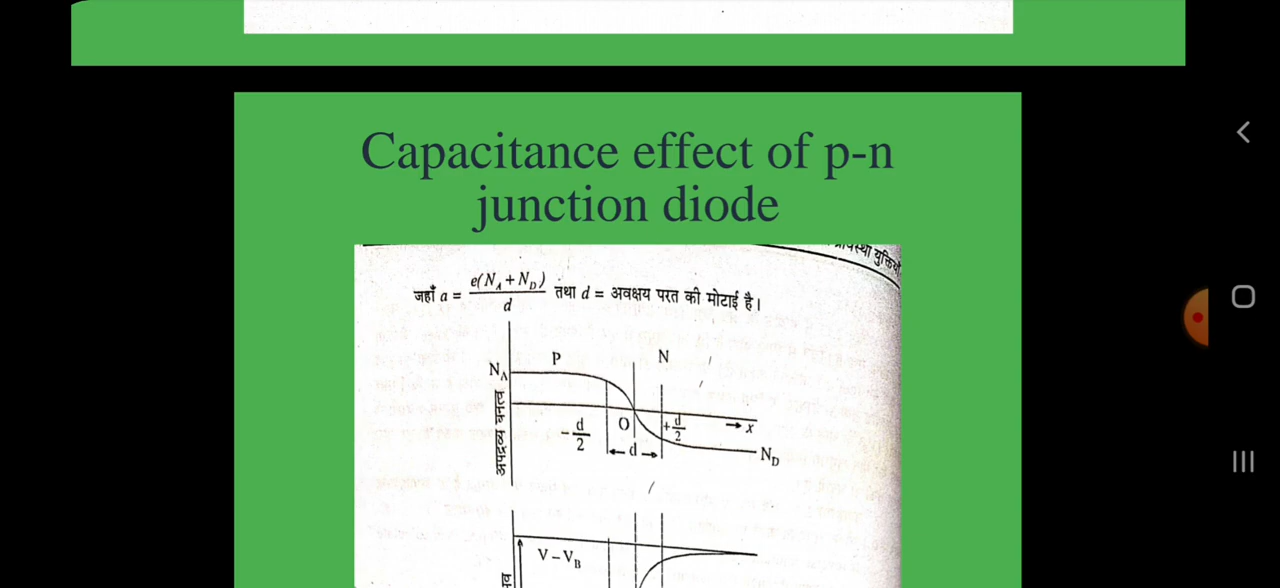 Capacitance effect of p-n
junction diode
जहाँ a = e(N_A + N_D) / d तथा d = अवक्षय परत की मोटाई है।
P
N
N_A
अपद्रव्य घनत्व
-d/2
O
+d/2
→ x
←d→
N_D
V – V_B